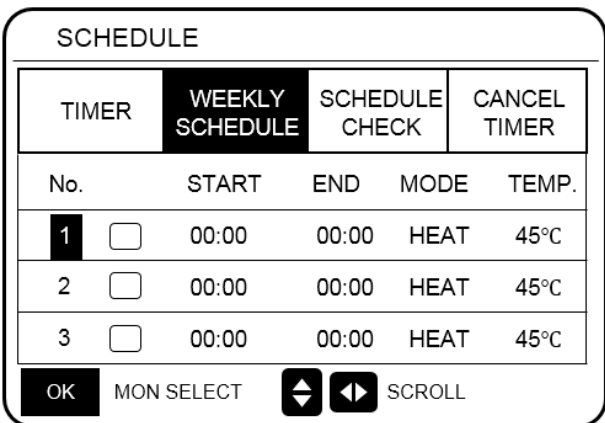 SCHEDULE
TIMER WEEKLY SCHEDULE SCHEDULE CHECK CANCEL TIMER
No. START END MODE TEMP.
1 00:00 00:00 HEAT 45°C
2 00:00 00:00 HEAT 45°C
3 00:00 00:00 HEAT 45°C
OK MON SELECT SCROLL